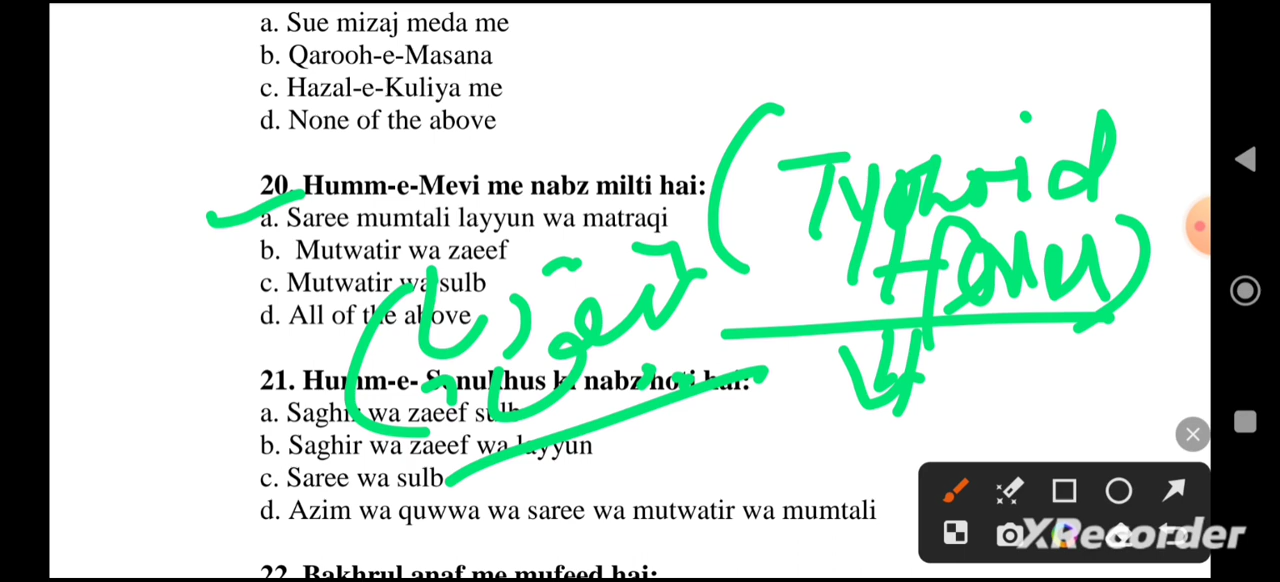 a. Sue mizaj meda me
b. Qarooh-e-Masana
c. Hazal-e-Kuliya me
d. None of the above
20. Humm-e-Mevi me nabz milti hai:
(Typhoid
fever)
a. Saree mumtali layyun wa matraqi
b. Mutwatir wa zaeef
c. Mutwatir wa sulb
d. All of the above
21. Humm-e- ki nabz hoti hai:
a. Saghir wa zaeef sulb
b. Saghir wa zaeef wa layyun
c. Saree wa sulb
d. Azim wa quwwa wa saree wa mutwatir wa mumtali
22. Bakhrul anaf me mufeed hai:
XRecorder